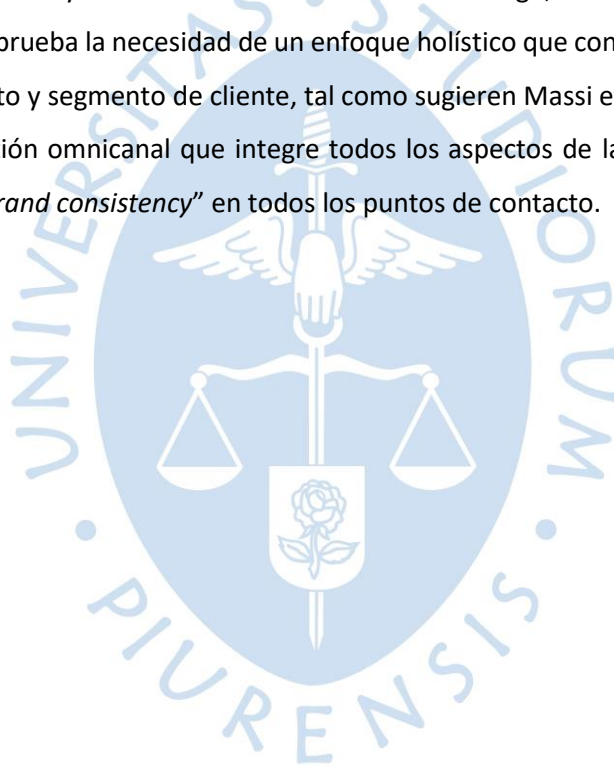 prueba la necesidad de un enfoque holístico que con
to y segmento de cliente, tal como sugieren Massi e
ción omnicanal que integre todos los aspectos de la
rand consistency” en todos los puntos de contacto.
UNIVERSITAS • STUDIORUM • PIURENSIS •